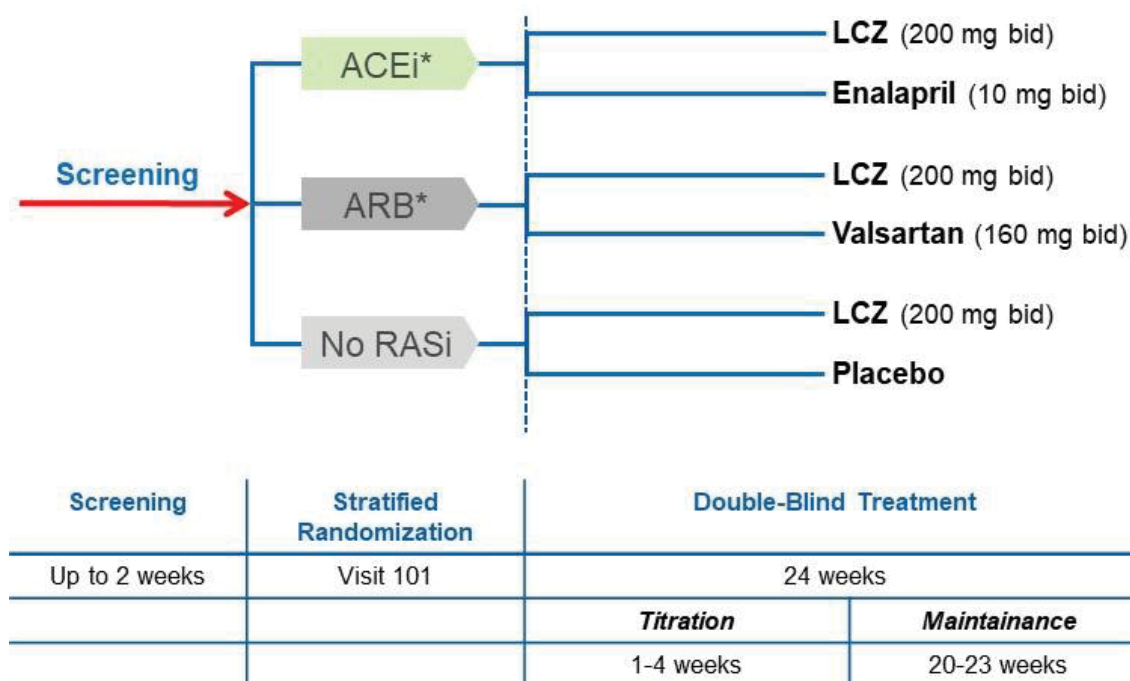 LCZ (200 mg bid)
ACEi*
Enalapril (10 mg bid)
Screening
LCZ (200 mg bid)
ARB*
Valsartan (160 mg bid)
LCZ (200 mg bid)
No RASi
Placebo
Screening
Stratified
Randomization
Double-Blind Treatment
Up to 2 weeks
Visit 101
24 weeks
Titration
Maintainance
1-4 weeks
20-23 weeks